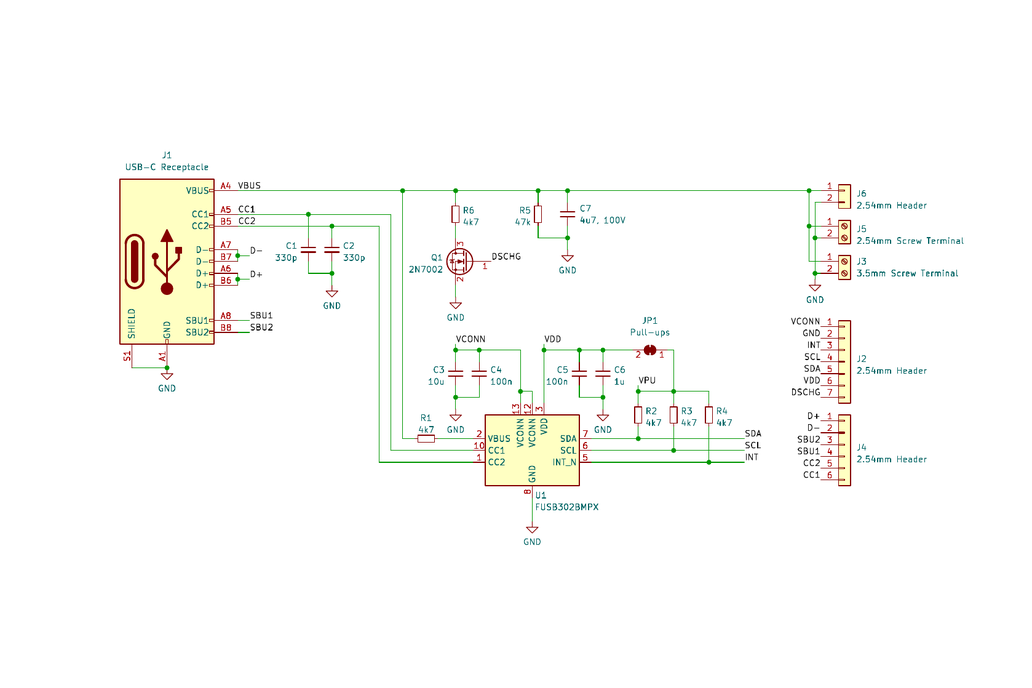 J1
USB-C Receptacle
VBUS A4 VBUS
CC1 A5 CC1
CC2 B5 CC2
D- A7
D- B7 D-
D+ A6
D+ B6 D+
SBU1 A8 SBU1
SBU2 B8 SBU2
SHIELD
GND
S1
A1
GND
C1
330p
C2
330p
GND
R6
4k7
Q1
2N7002
3
1
2
DSCHG
GND
R5
47k
C7
4u7, 100V
GND
1
2
J6
2.54mm Header
1
2
J5
2.54mm Screw Terminal
1
2
J3
3.5mm Screw Terminal
GND
VCONN
C3
10u
C4
100n
GND
VDD
C5
100n
C6
1u
GND
JP1
Pull-ups
2
1
VPU
R2
4k7
R3
4k7
R4
4k7
R1
4k7
13
12
3
VCONN
VCONN
VDD
2 VBUS
10 CC1
1 CC2
SDA 7 SDA
SCL 6 SCL
INT_N 5 INT
GND
8
U1
FUSB302BMPX
GND
VCONN 1
GND 2
INT 3
SCL 4
SDA 5
VDD 6
DSCHG 7
J2
2.54mm Header
D+ 1
D- 2
SBU2 3
SBU1 4
CC2 5
CC1 6
J4
2.54mm Header